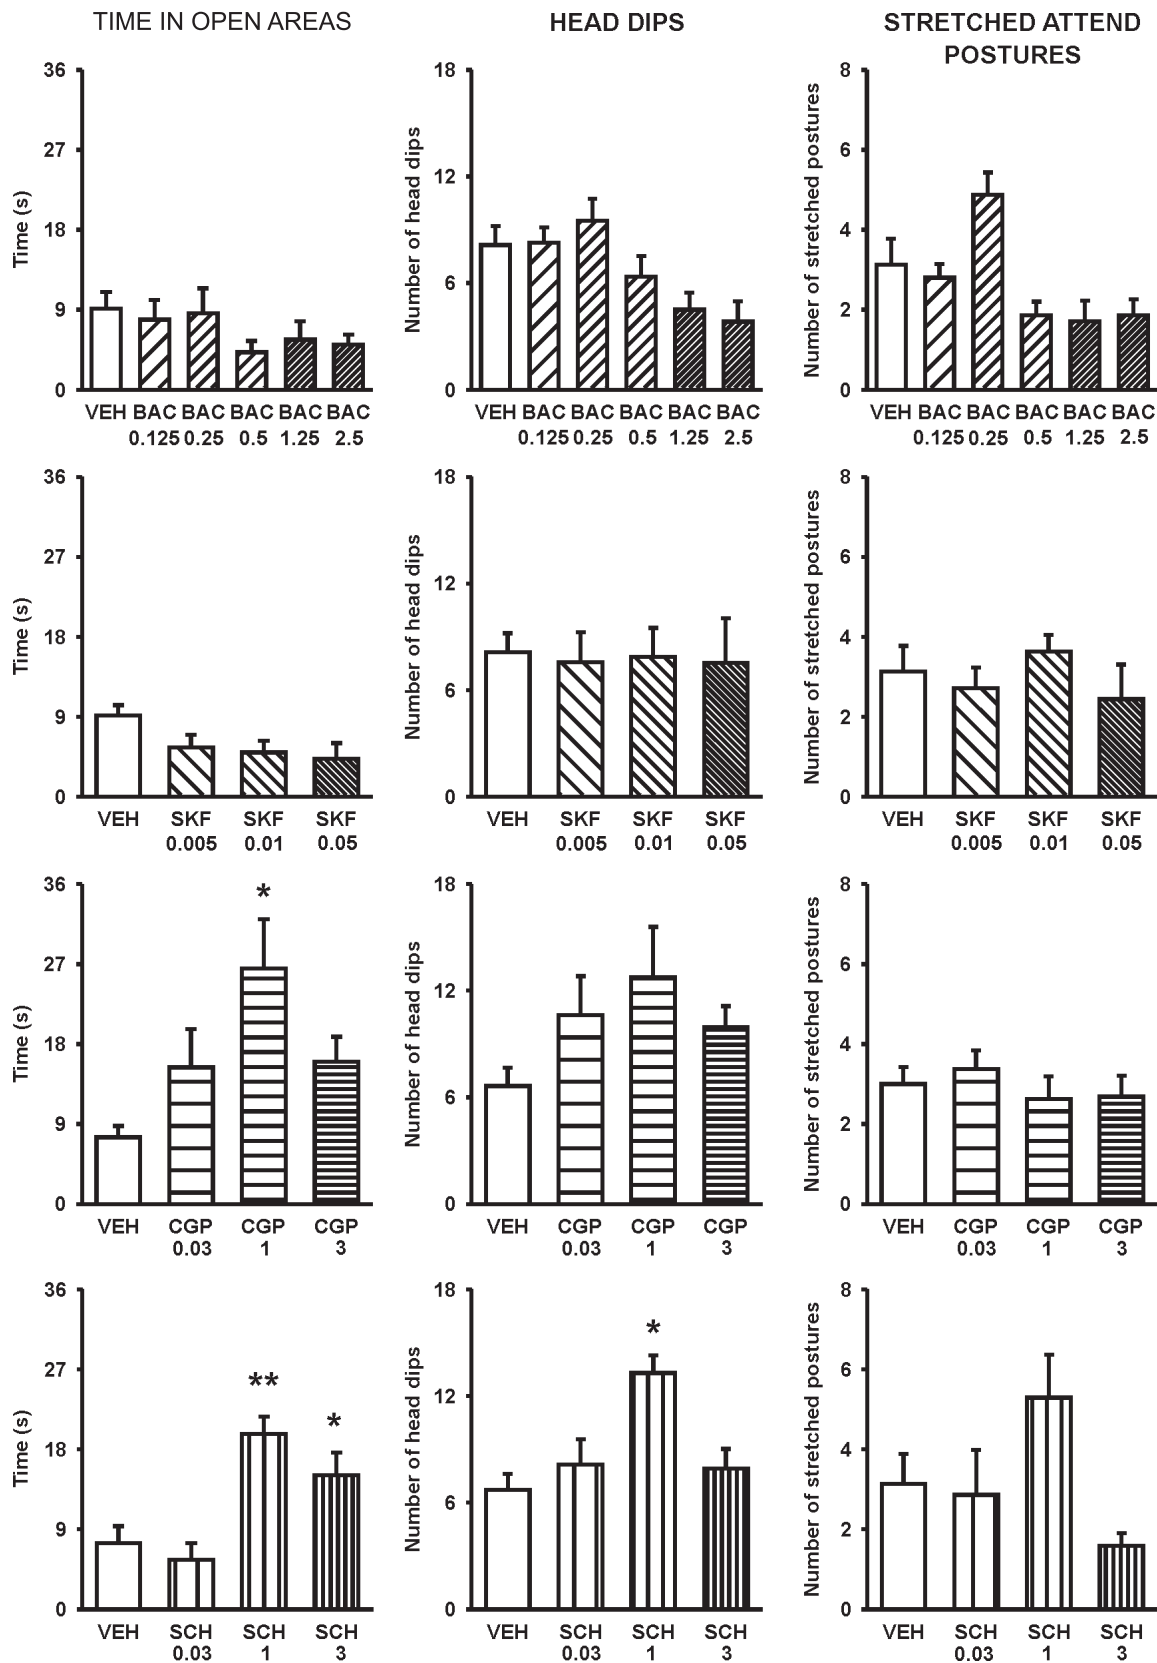 TIME IN OPEN AREAS
HEAD DIPS
STRETCHED ATTEND
POSTURES
Time (s)
36
27
18
9
0
VEH BAC BAC BAC BAC BAC
0.125 0.25 0.5 1.25 2.5
Number of head dips
18
12
6
0
VEH BAC BAC BAC BAC BAC
0.125 0.25 0.5 1.25 2.5
Number of stretched postures
8
6
4
2
0
VEH BAC BAC BAC BAC BAC
0.125 0.25 0.5 1.25 2.5
Time (s)
36
27
18
9
0
VEH SKF SKF SKF
0.005 0.01 0.05
Number of head dips
18
12
6
0
VEH SKF SKF SKF
0.005 0.01 0.05
Number of stretched postures
8
6
4
2
0
VEH SKF SKF SKF
0.005 0.01 0.05
Time (s)
36
27
18
9
0
*
VEH CGP CGP CGP
0.03 1 3
Number of head dips
18
12
6
0
VEH CGP CGP CGP
0.03 1 3
Number of stretched postures
8
6
4
2
0
VEH CGP CGP CGP
0.03 1 3
Time (s)
36
27
18
9
0
**
*
VEH SCH SCH SCH
0.03 1 3
Number of head dips
18
12
6
0
*
VEH SCH SCH SCH
0.03 1 3
Number of stretched postures
8
6
4
2
0
VEH SCH SCH SCH
0.03 1 3